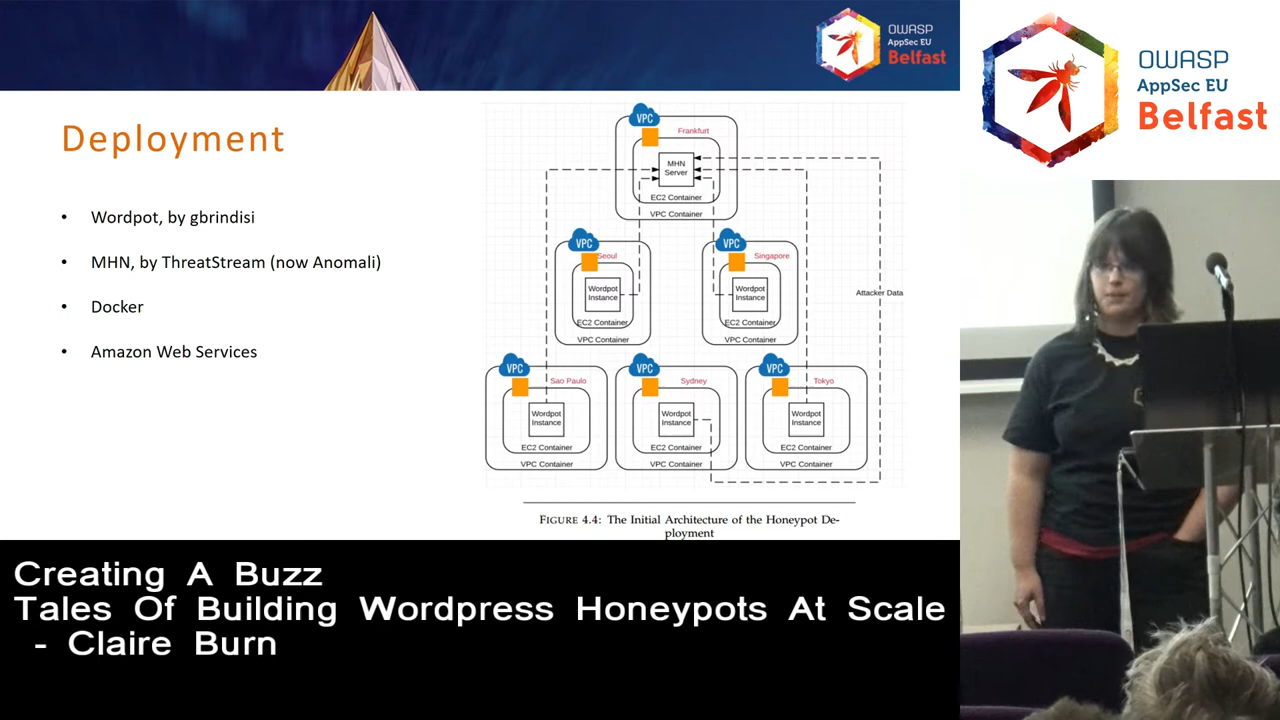 OWASP
AppSec EU
Belfast
OWASP
AppSec EU
Belfast
Deployment
• Wordpot, by gbrindisi
• MHN, by ThreatStream (now Anomali)
• Docker
• Amazon Web Services
VPC
Frankfurt
MHN
Server
EC2 Container
VPC Container
VPC
Seoul
Wordpot
Instance
EC2 Container
VPC Container
VPC
Singapore
Wordpot
Instance
EC2 Container
VPC Container
Attacker Data
VPC
Sao Paulo
Wordpot
Instance
EC2 Container
VPC Container
VPC
Sydney
Wordpot
Instance
EC2 Container
VPC Container
VPC
Tokyo
Wordpot
Instance
EC2 Container
VPC Container
FIGURE 4.4: The Initial Architecture of the Honeypot De-
ployment
Creating A Buzz
Tales Of Building Wordpress Honeypots At Scale
- Claire Burn